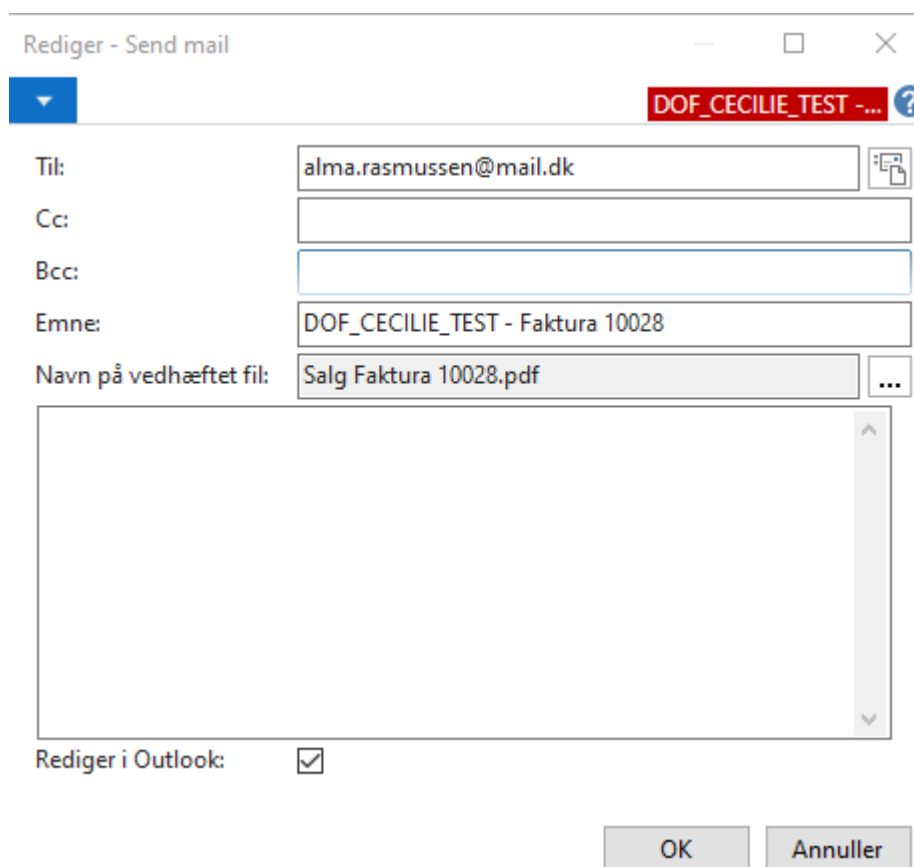 Rediger - Send mail
DOF_CECILIE_TEST -...
Til: alma.rasmussen@mail.dk
Cc:
Bcc:
Emne: DOF_CECILIE_TEST - Faktura 10028
Navn på vedhæftet fil: Salg Faktura 10028.pdf ...
Rediger i Outlook:
OK Annuller